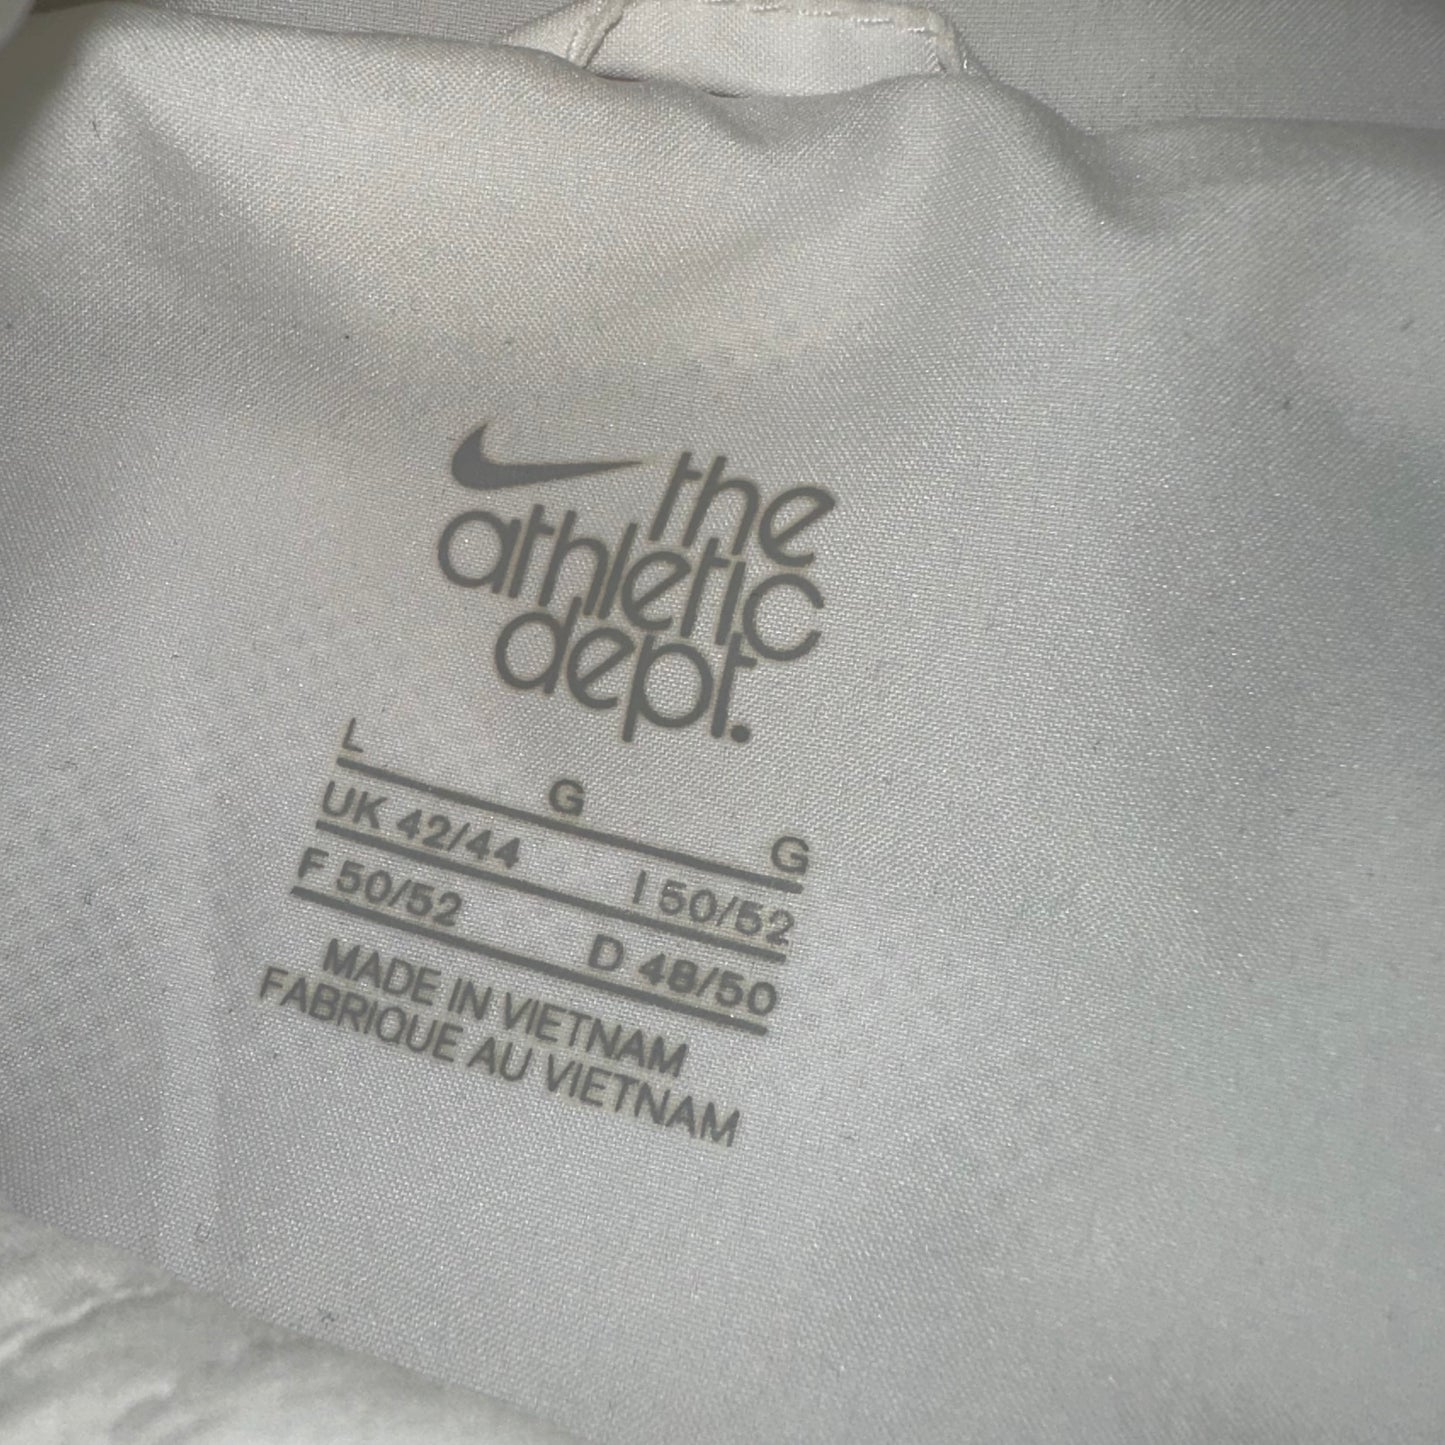 the
athletic
dept.
L G G
UK 42/44 I 50/52
F 50/52 D 48/50
MADE IN VIETNAM
FABRIQUE AU VIETNAM